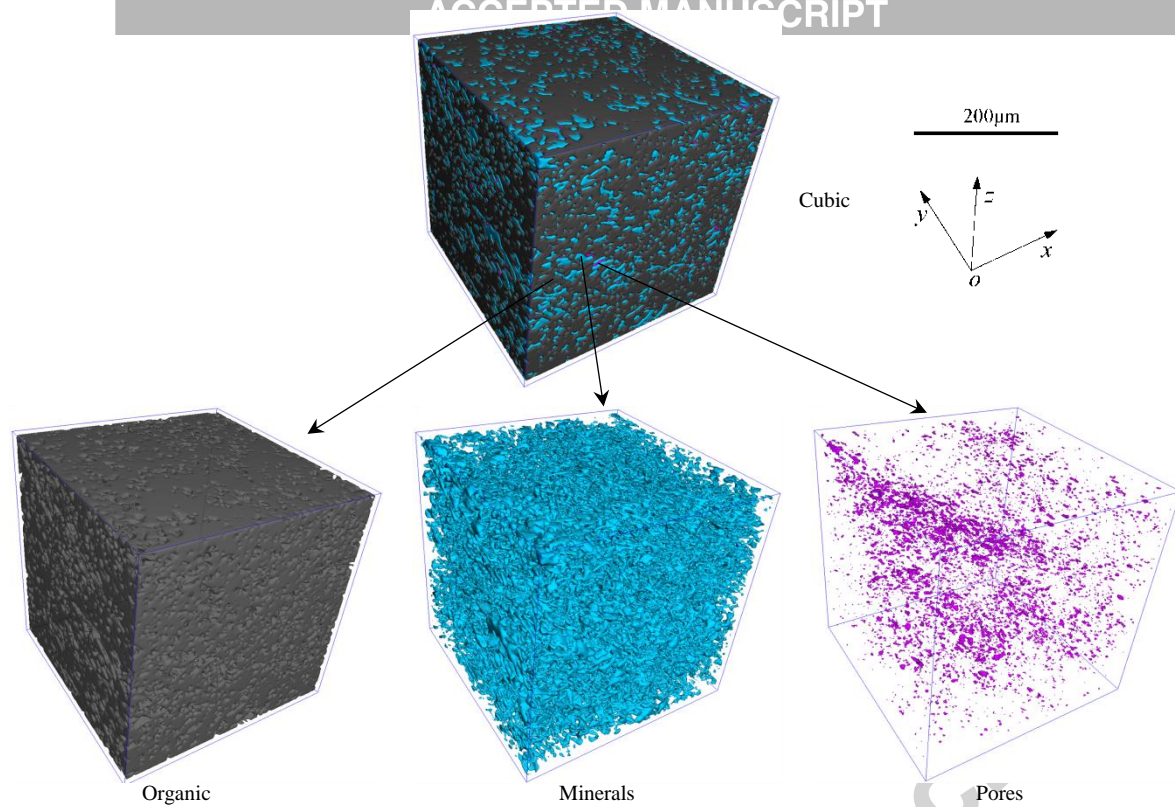 ACCEPTED MANUSCRIPT
200μm
Cubic
z
y
x
o
Organic
Minerals
Pores